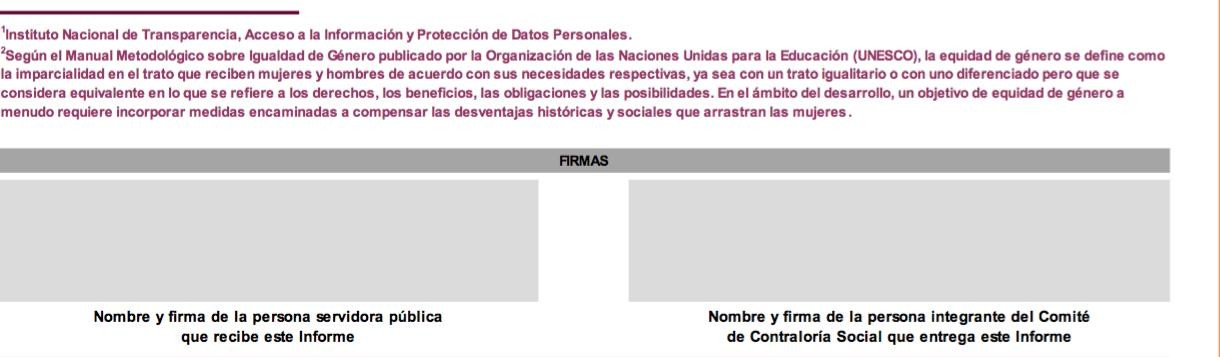 ¹Instituto Nacional de Transparencia, Acceso a la Información y Protección de Datos Personales.
²Según el Manual Metodológico sobre Igualdad de Género publicado por la Organización de las Naciones Unidas para la Educación (UNESCO), la equidad de género se define como
la imparcialidad en el trato que reciben mujeres y hombres de acuerdo con sus necesidades respectivas, ya sea con un trato igualitario o con uno diferenciado pero que se
considera equivalente en lo que se refiere a los derechos, los beneficios, las obligaciones y las posibilidades. En el ámbito del desarrollo, un objetivo de equidad de género a
menudo requiere incorporar medidas encaminadas a compensar las desventajas históricas y sociales que arrastran las mujeres.
FIRMAS
Nombre y firma de la persona servidora pública
que recibe este Informe
Nombre y firma de la persona integrante del Comité
de Contraloría Social que entrega este Informe